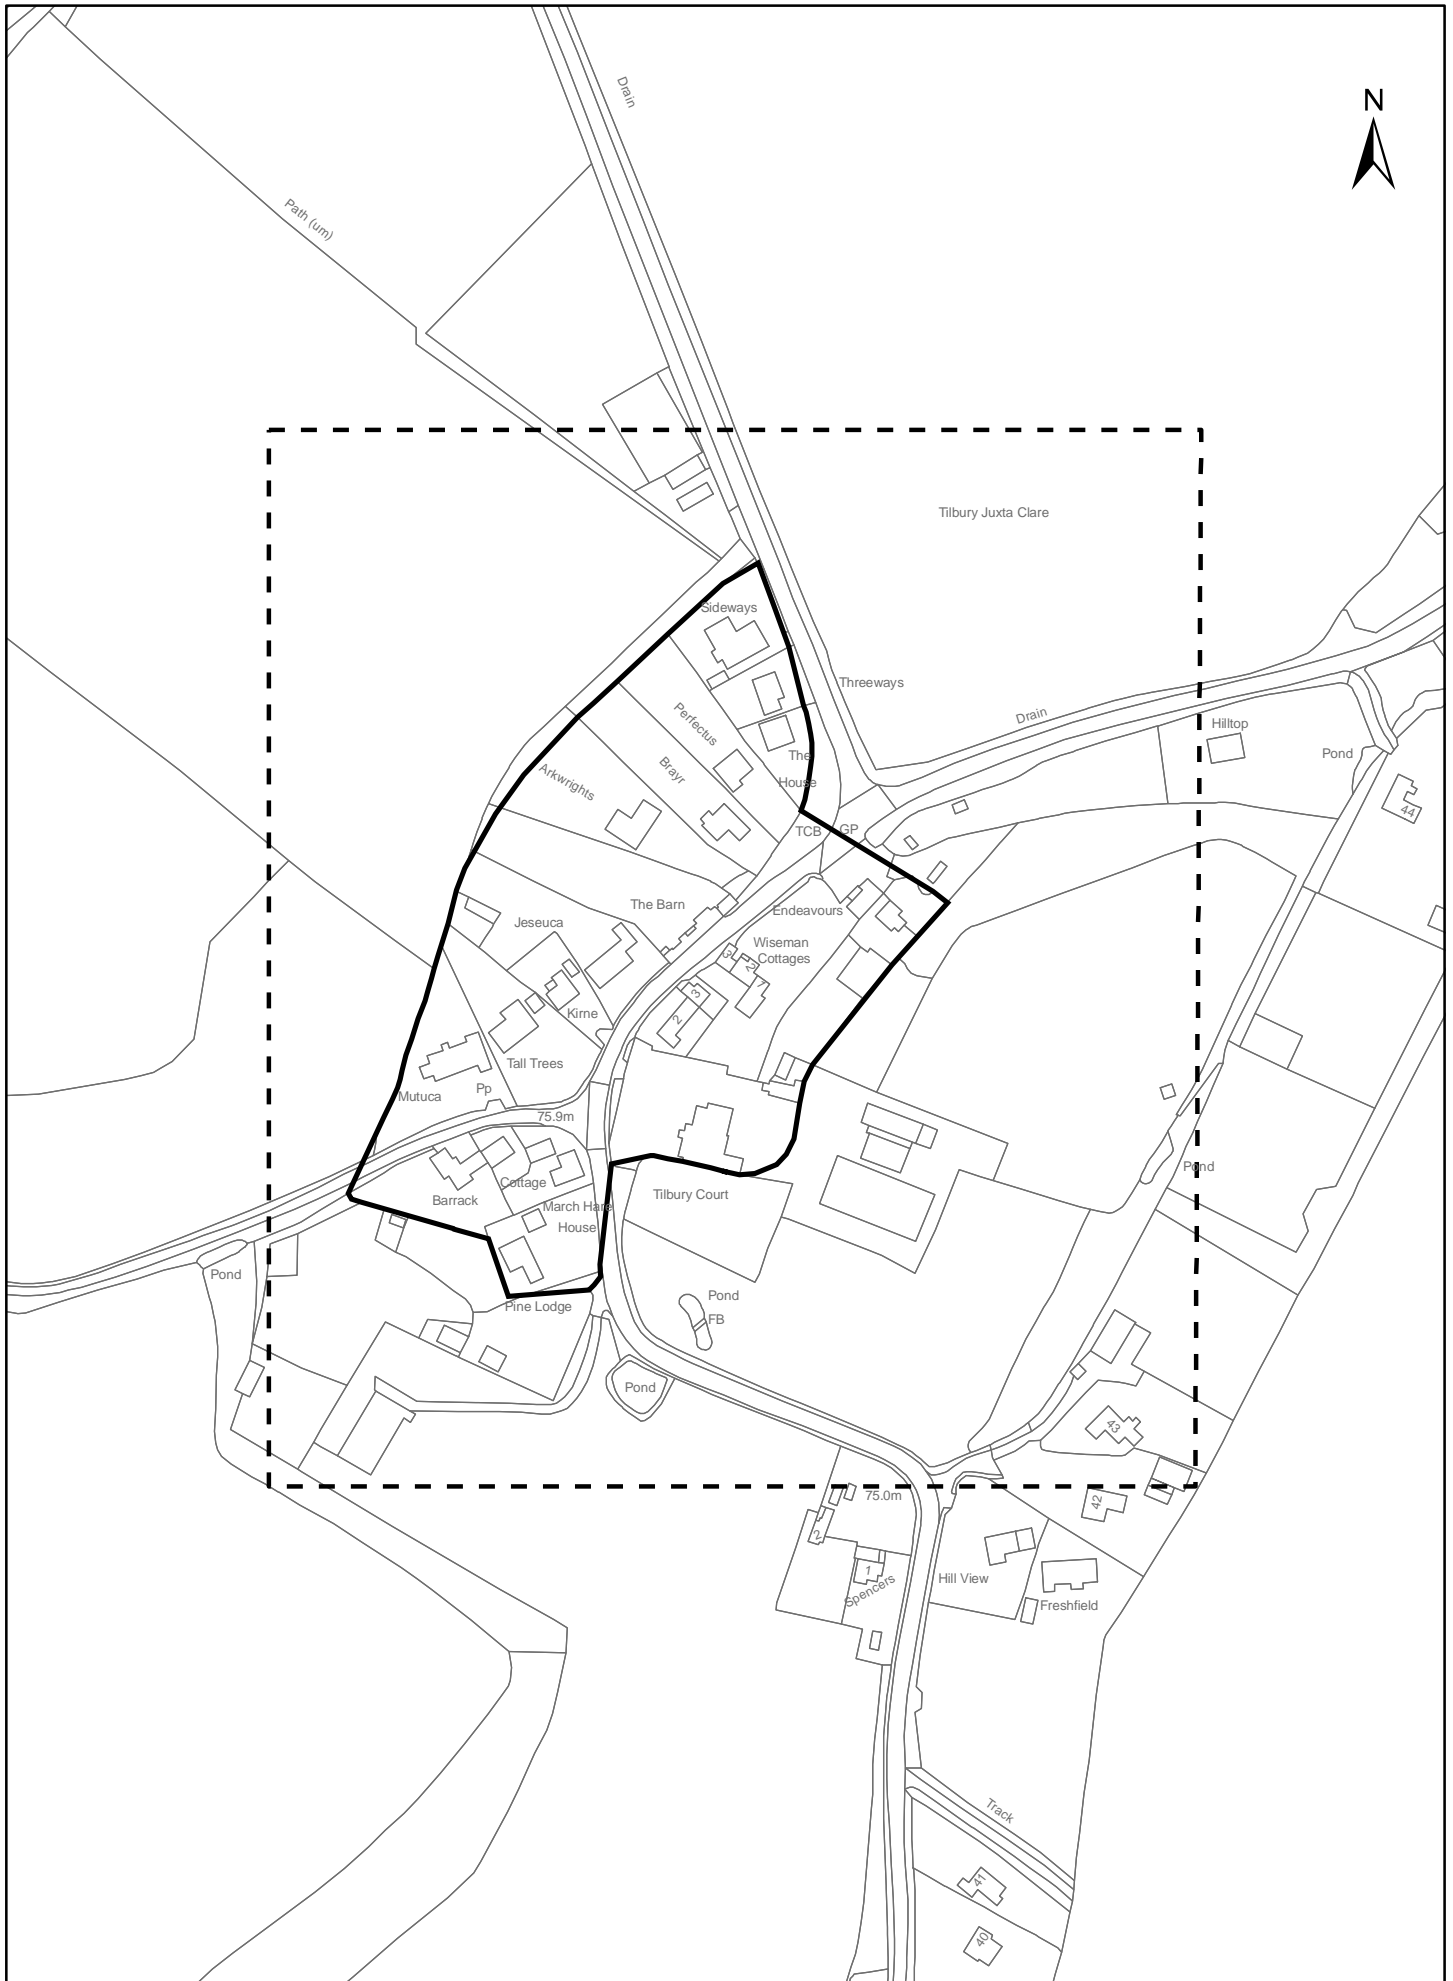 Drain
N
Path (um)
Tilbury Juxta Clare
Sideways
Threeways
Perfectus
Drain
Hilltop
Pond
The
House
Brayr
Arkwrights
44
TCB
GP
The Barn
Endeavours
Jeseuca
Wiseman
Cottages
3
2
1
3
2
Kirne
Tall Trees
Pp
Mutuca
75.9m
Pond
Cottage
Barrack
Tilbury Court
March Hare
House
Pond
Pond
FB
Pine Lodge
Pond
43
75.0m
42
2
1
Spencers
Hill View
Freshfield
Track
41
40